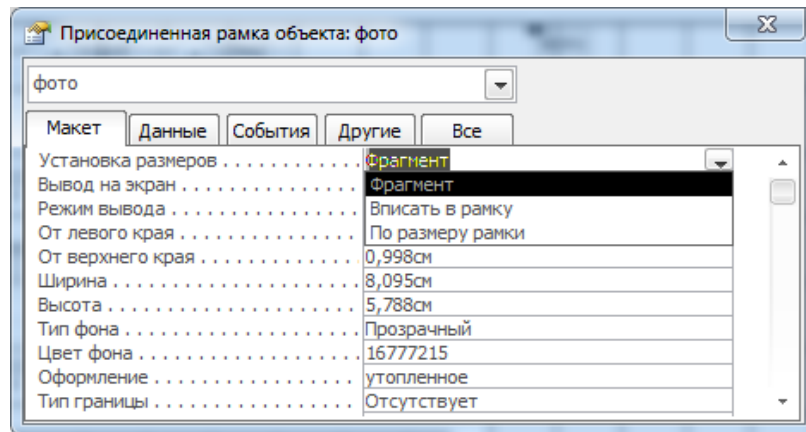 Присоединенная рамка объекта: фото
фото
Макет Данные События Другие Все
Установка размеров . . . . . . . . . . . . . Фрагмент
Фрагмент
Вывод на экран . . . . . . . . . . . . . . .
Вписать в рамку
Режим вывода . . . . . . . . . . . . . . . .
По размеру рамки
От левого края . . . . . . . . . . . . . . .
От верхнего края . . . . . . . . . . . . . . 0,998см
Ширина . . . . . . . . . . . . . . . . . . . . . . . 8,095см
Высота . . . . . . . . . . . . . . . . . . . . . . . 5,788см
Тип фона . . . . . . . . . . . . . . . . . . . . . Прозрачный
Цвет фона . . . . . . . . . . . . . . . . . . . . 16777215
Оформление . . . . . . . . . . . . . . . . . . утопленное
Тип границы . . . . . . . . . . . . . . . . . . Отсутствует